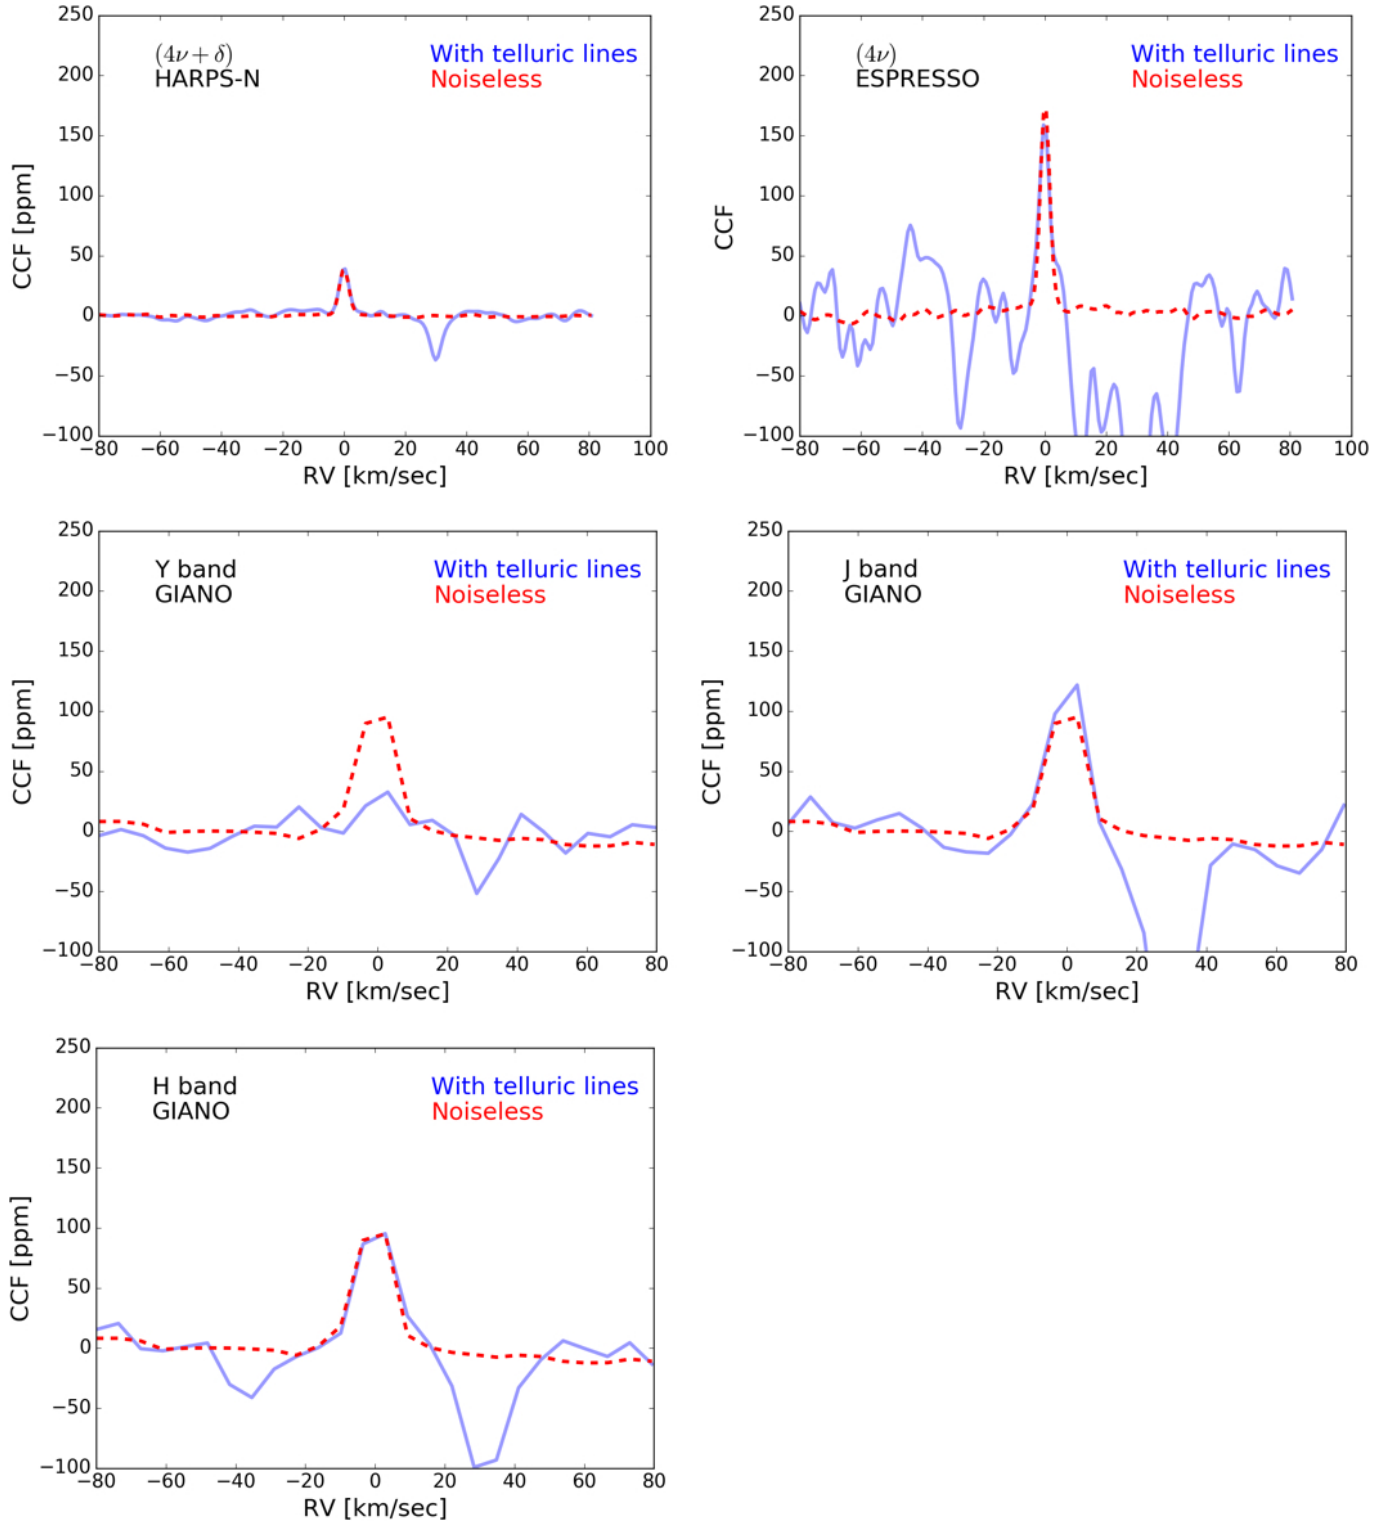 (4ν + δ)
HARPS-N
With telluric lines
Noiseless
250
200
150
100
50
0
−50
−100
CCF [ppm]
−80 −60 −40 −20 0 20 40 60 80 100
RV [km/sec]
(4ν)
ESPRESSO
With telluric lines
Noiseless
250
200
150
100
50
0
−50
−100
CCF
−80 −60 −40 −20 0 20 40 60 80 100
RV [km/sec]
Y band
GIANO
With telluric lines
Noiseless
250
200
150
100
50
0
−50
−100
CCF [ppm]
−80 −60 −40 −20 0 20 40 60 80
RV [km/sec]
J band
GIANO
With telluric lines
Noiseless
250
200
150
100
50
0
−50
−100
CCF [ppm]
−80 −60 −40 −20 0 20 40 60 80
RV [km/sec]
H band
GIANO
With telluric lines
Noiseless
250
200
150
100
50
0
−50
−100
CCF [ppm]
−80 −60 −40 −20 0 20 40 60 80
RV [km/sec]